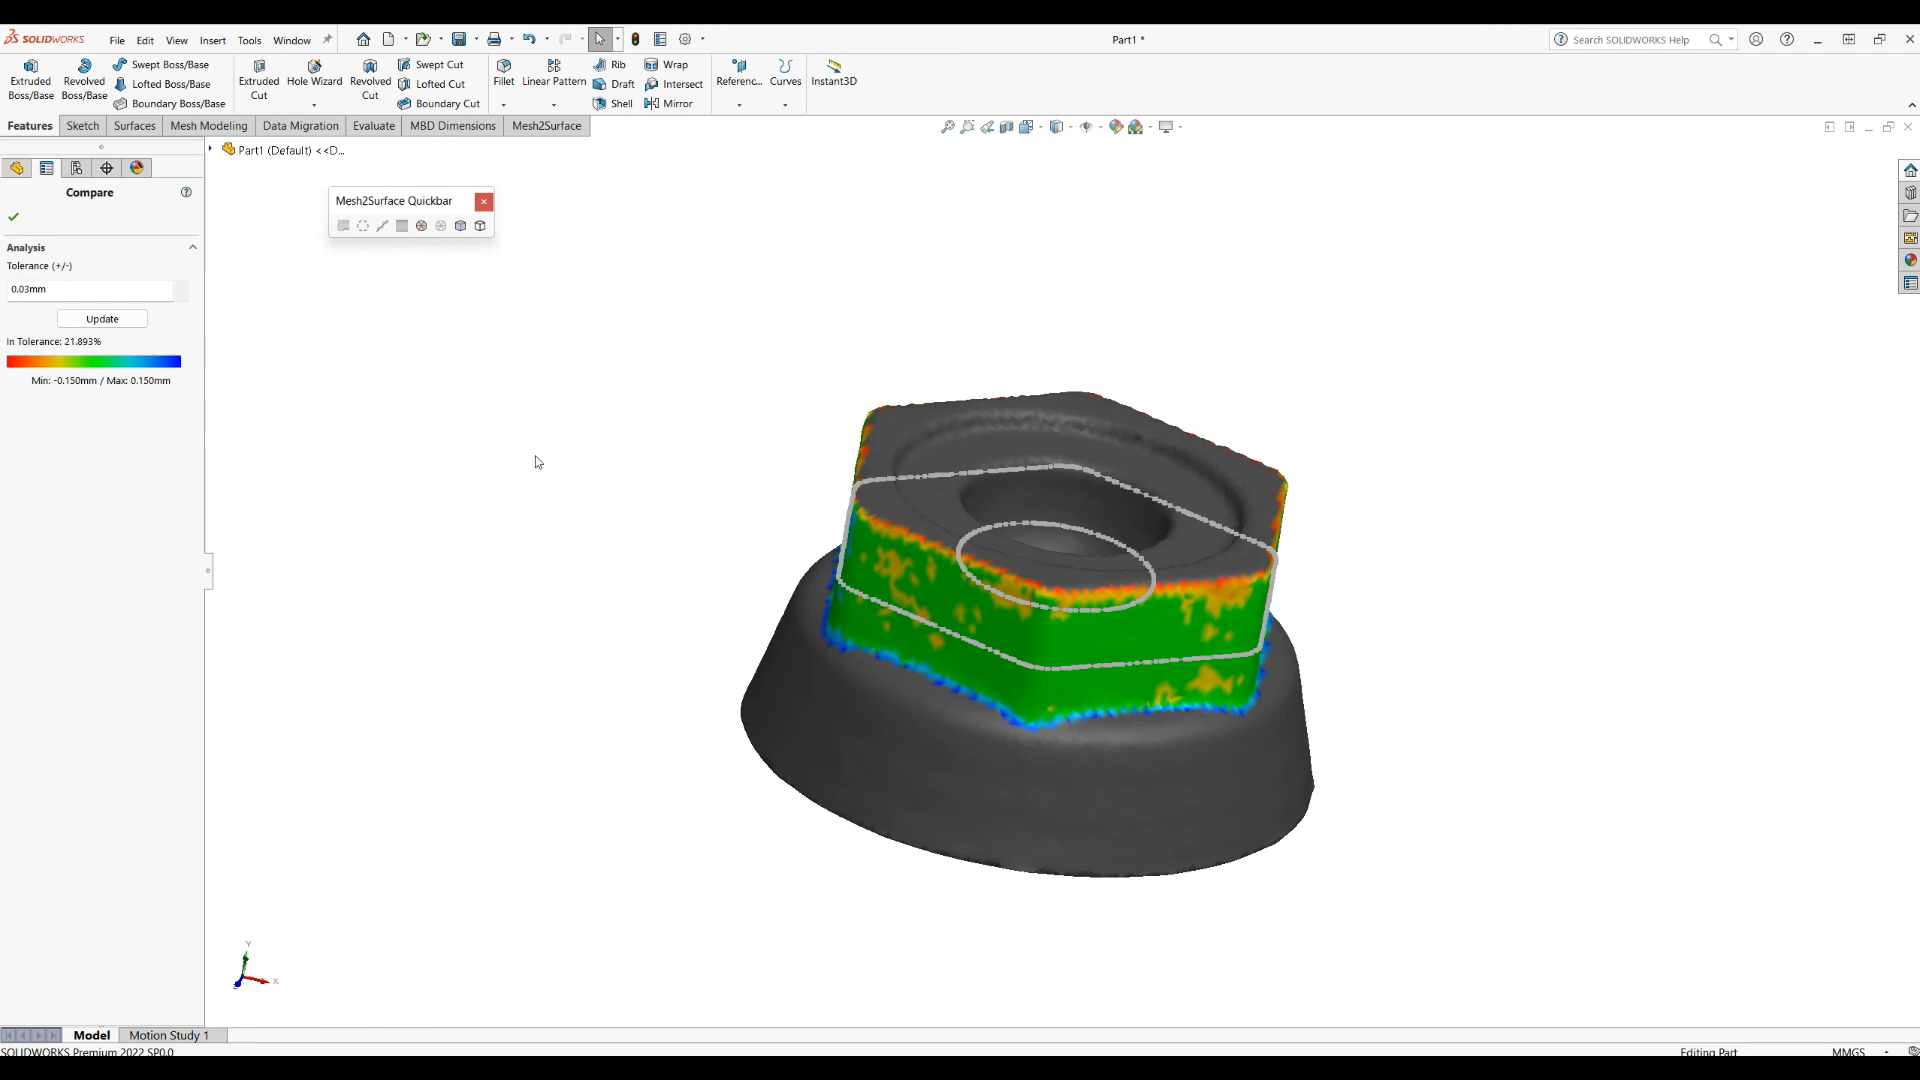 SOLIDWORKS File Edit View Insert Tools Window Part1 * Search SOLIDWORKS Help
Extruded Boss/Base
Revolved Boss/Base
Swept Boss/Base
Lofted Boss/Base
Boundary Boss/Base
Extruded Cut
Hole Wizard
Revolved Cut
Swept Cut
Lofted Cut
Boundary Cut
Fillet
Linear Pattern
Rib
Draft
Shell
Wrap
Intersect
Mirror
Referenc...
Curves
Instant3D
Features Sketch Surfaces Mesh Modeling Data Migration Evaluate MBD Dimensions Mesh2Surface
Part1 (Default) <<D...
Compare
Mesh2Surface Quickbar
Analysis
Tolerance (+/-)
0.03mm
Update
In Tolerance: 21.893%
Min: -0.150mm / Max: 0.150mm
Y
X
Model Motion Study 1
SOLIDWORKS Premium 2022 SP0.0 Editing Part MMGS